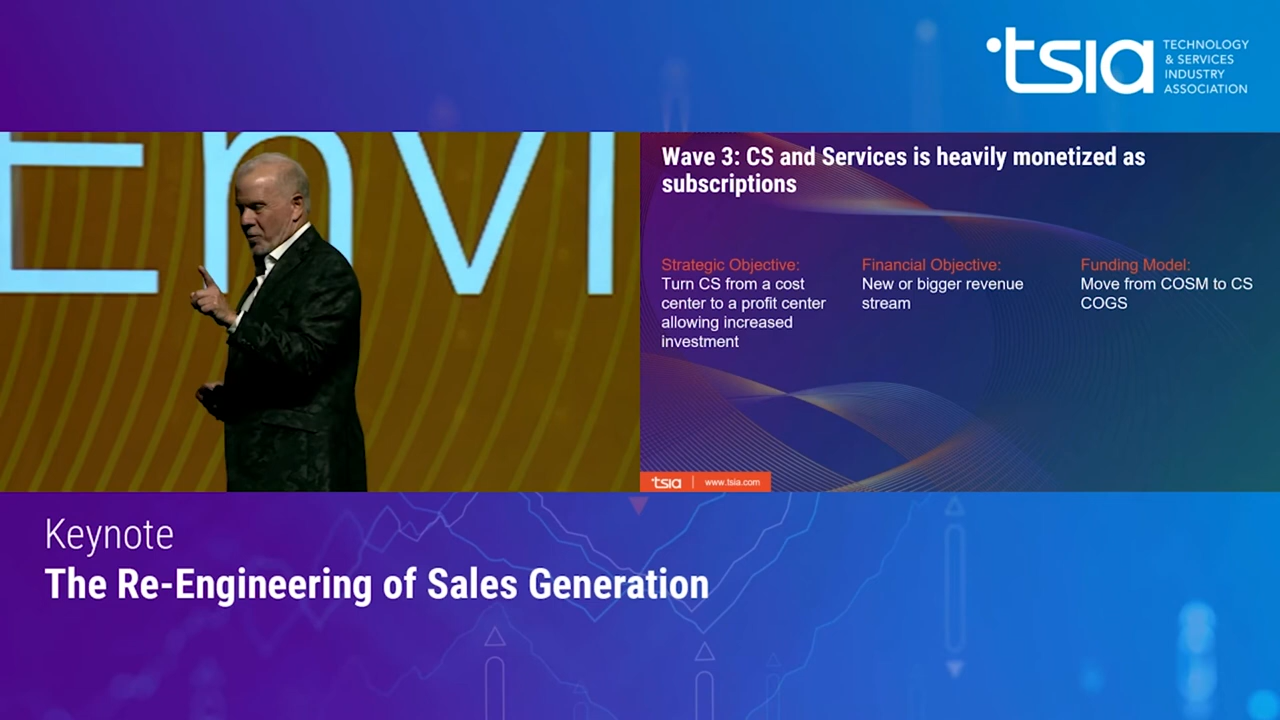 tsia
TECHNOLOGY
& SERVICES
INDUSTRY
ASSOCIATION
Envi
Wave 3: CS and Services is heavily monetized as
subscriptions
Strategic Objective:
Turn CS from a cost
center to a profit center
allowing increased
investment
Financial Objective:
New or bigger revenue
stream
Funding Model:
Move from COSM to CS
COGS
tsia | www.tsia.com
Keynote
The Re-Engineering of Sales Generation